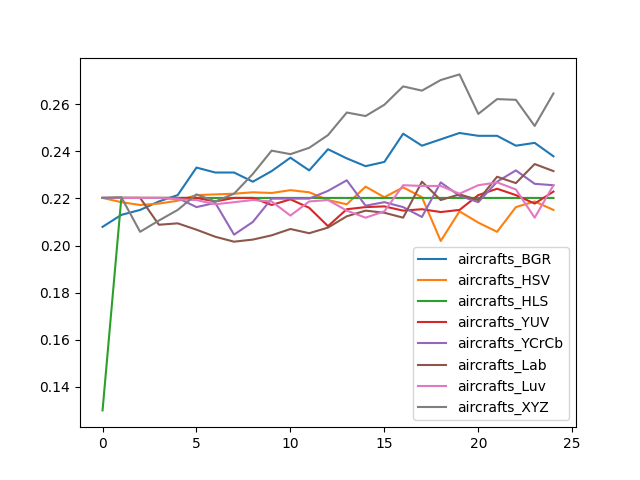 0.26
0.24
0.22
0.20
0.18
0.16
0.14
0 5 10 15 20 25
aircrafts_BGR
aircrafts_HSV
aircrafts_HLS
aircrafts_YUV
aircrafts_YCrCb
aircrafts_Lab
aircrafts_Luv
aircrafts_XYZ